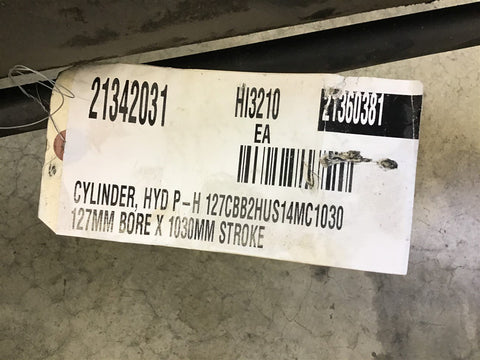 21342031 HI3210 21360381
EA
CYLINDER, HYD P-H 127CBB2HUS14MC1030
127MM BORE X 1030MM STROKE